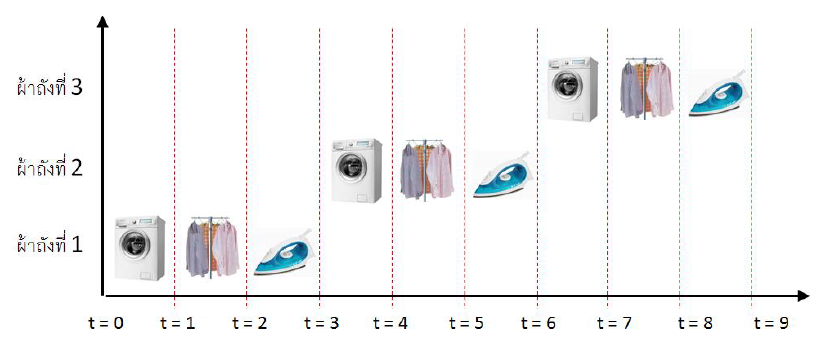 ผ้าถังที่ 3
ผ้าถังที่ 2
ผ้าถังที่ 1
t = 0 t = 1 t = 2 t = 3 t = 4 t = 5 t = 6 t = 7 t = 8 t = 9